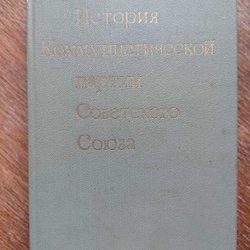 История
Коммунистической
партии
Советского
Союза